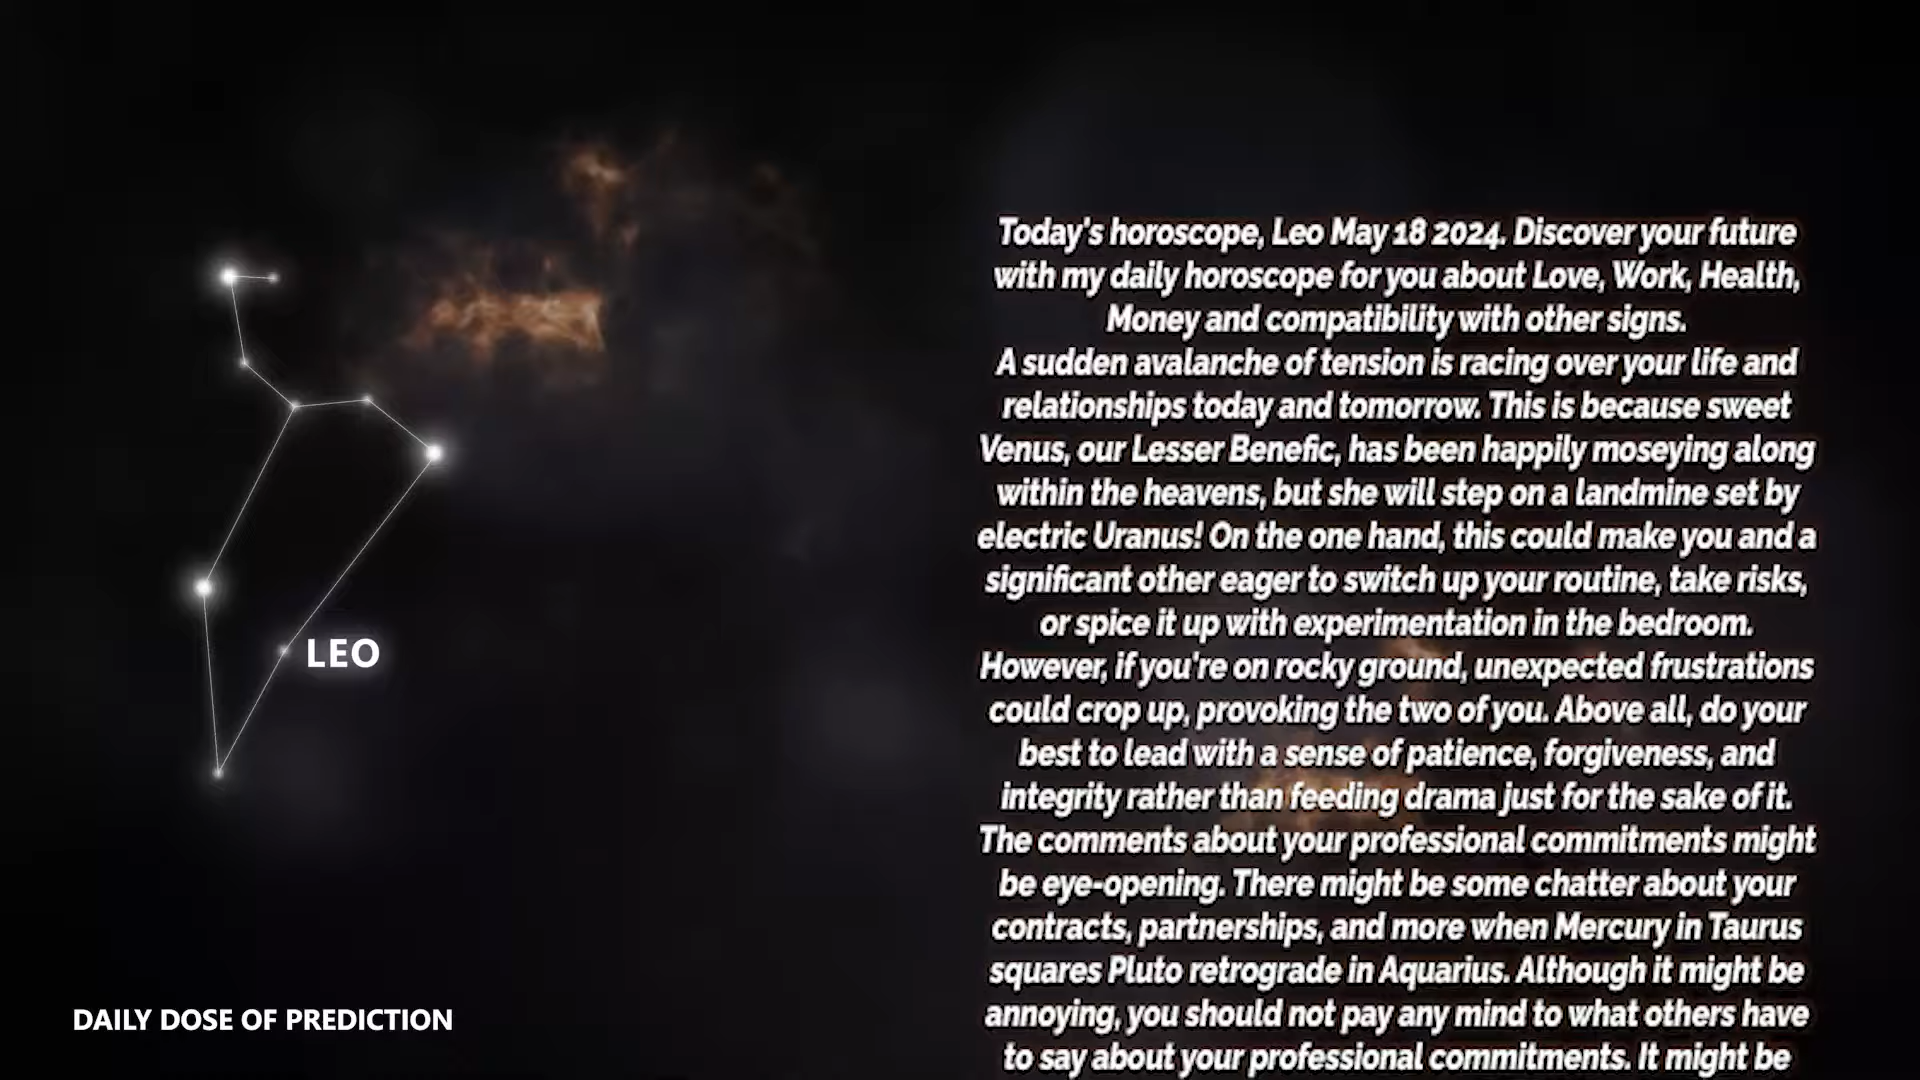 Today's horoscope, Leo May 18 2024. Discover your future
with my daily horoscope for you about Love, Work, Health,
Money and compatibility with other signs.
A sudden avalanche of tension is racing over your life and
relationships today and tomorrow. This is because sweet
Venus, our Lesser Benefic, has been happily moseying along
within the heavens, but she will step on a landmine set by
electric Uranus! On the one hand, this could make you and a
significant other eager to switch up your routine, take risks,
or spice it up with experimentation in the bedroom.
However, if you're on rocky ground, unexpected frustrations
could crop up, provoking the two of you. Above all, do your
best to lead with a sense of patience, forgiveness, and
integrity rather than feeding drama just for the sake of it.
The comments about your professional commitments might
be eye-opening. There might be some chatter about your
contracts, partnerships, and more when Mercury in Taurus
squares Pluto retrograde in Aquarius. Although it might be
annoying, you should not pay any mind to what others have
to say about your professional commitments. It might be
LEO
DAILY DOSE OF PREDICTION